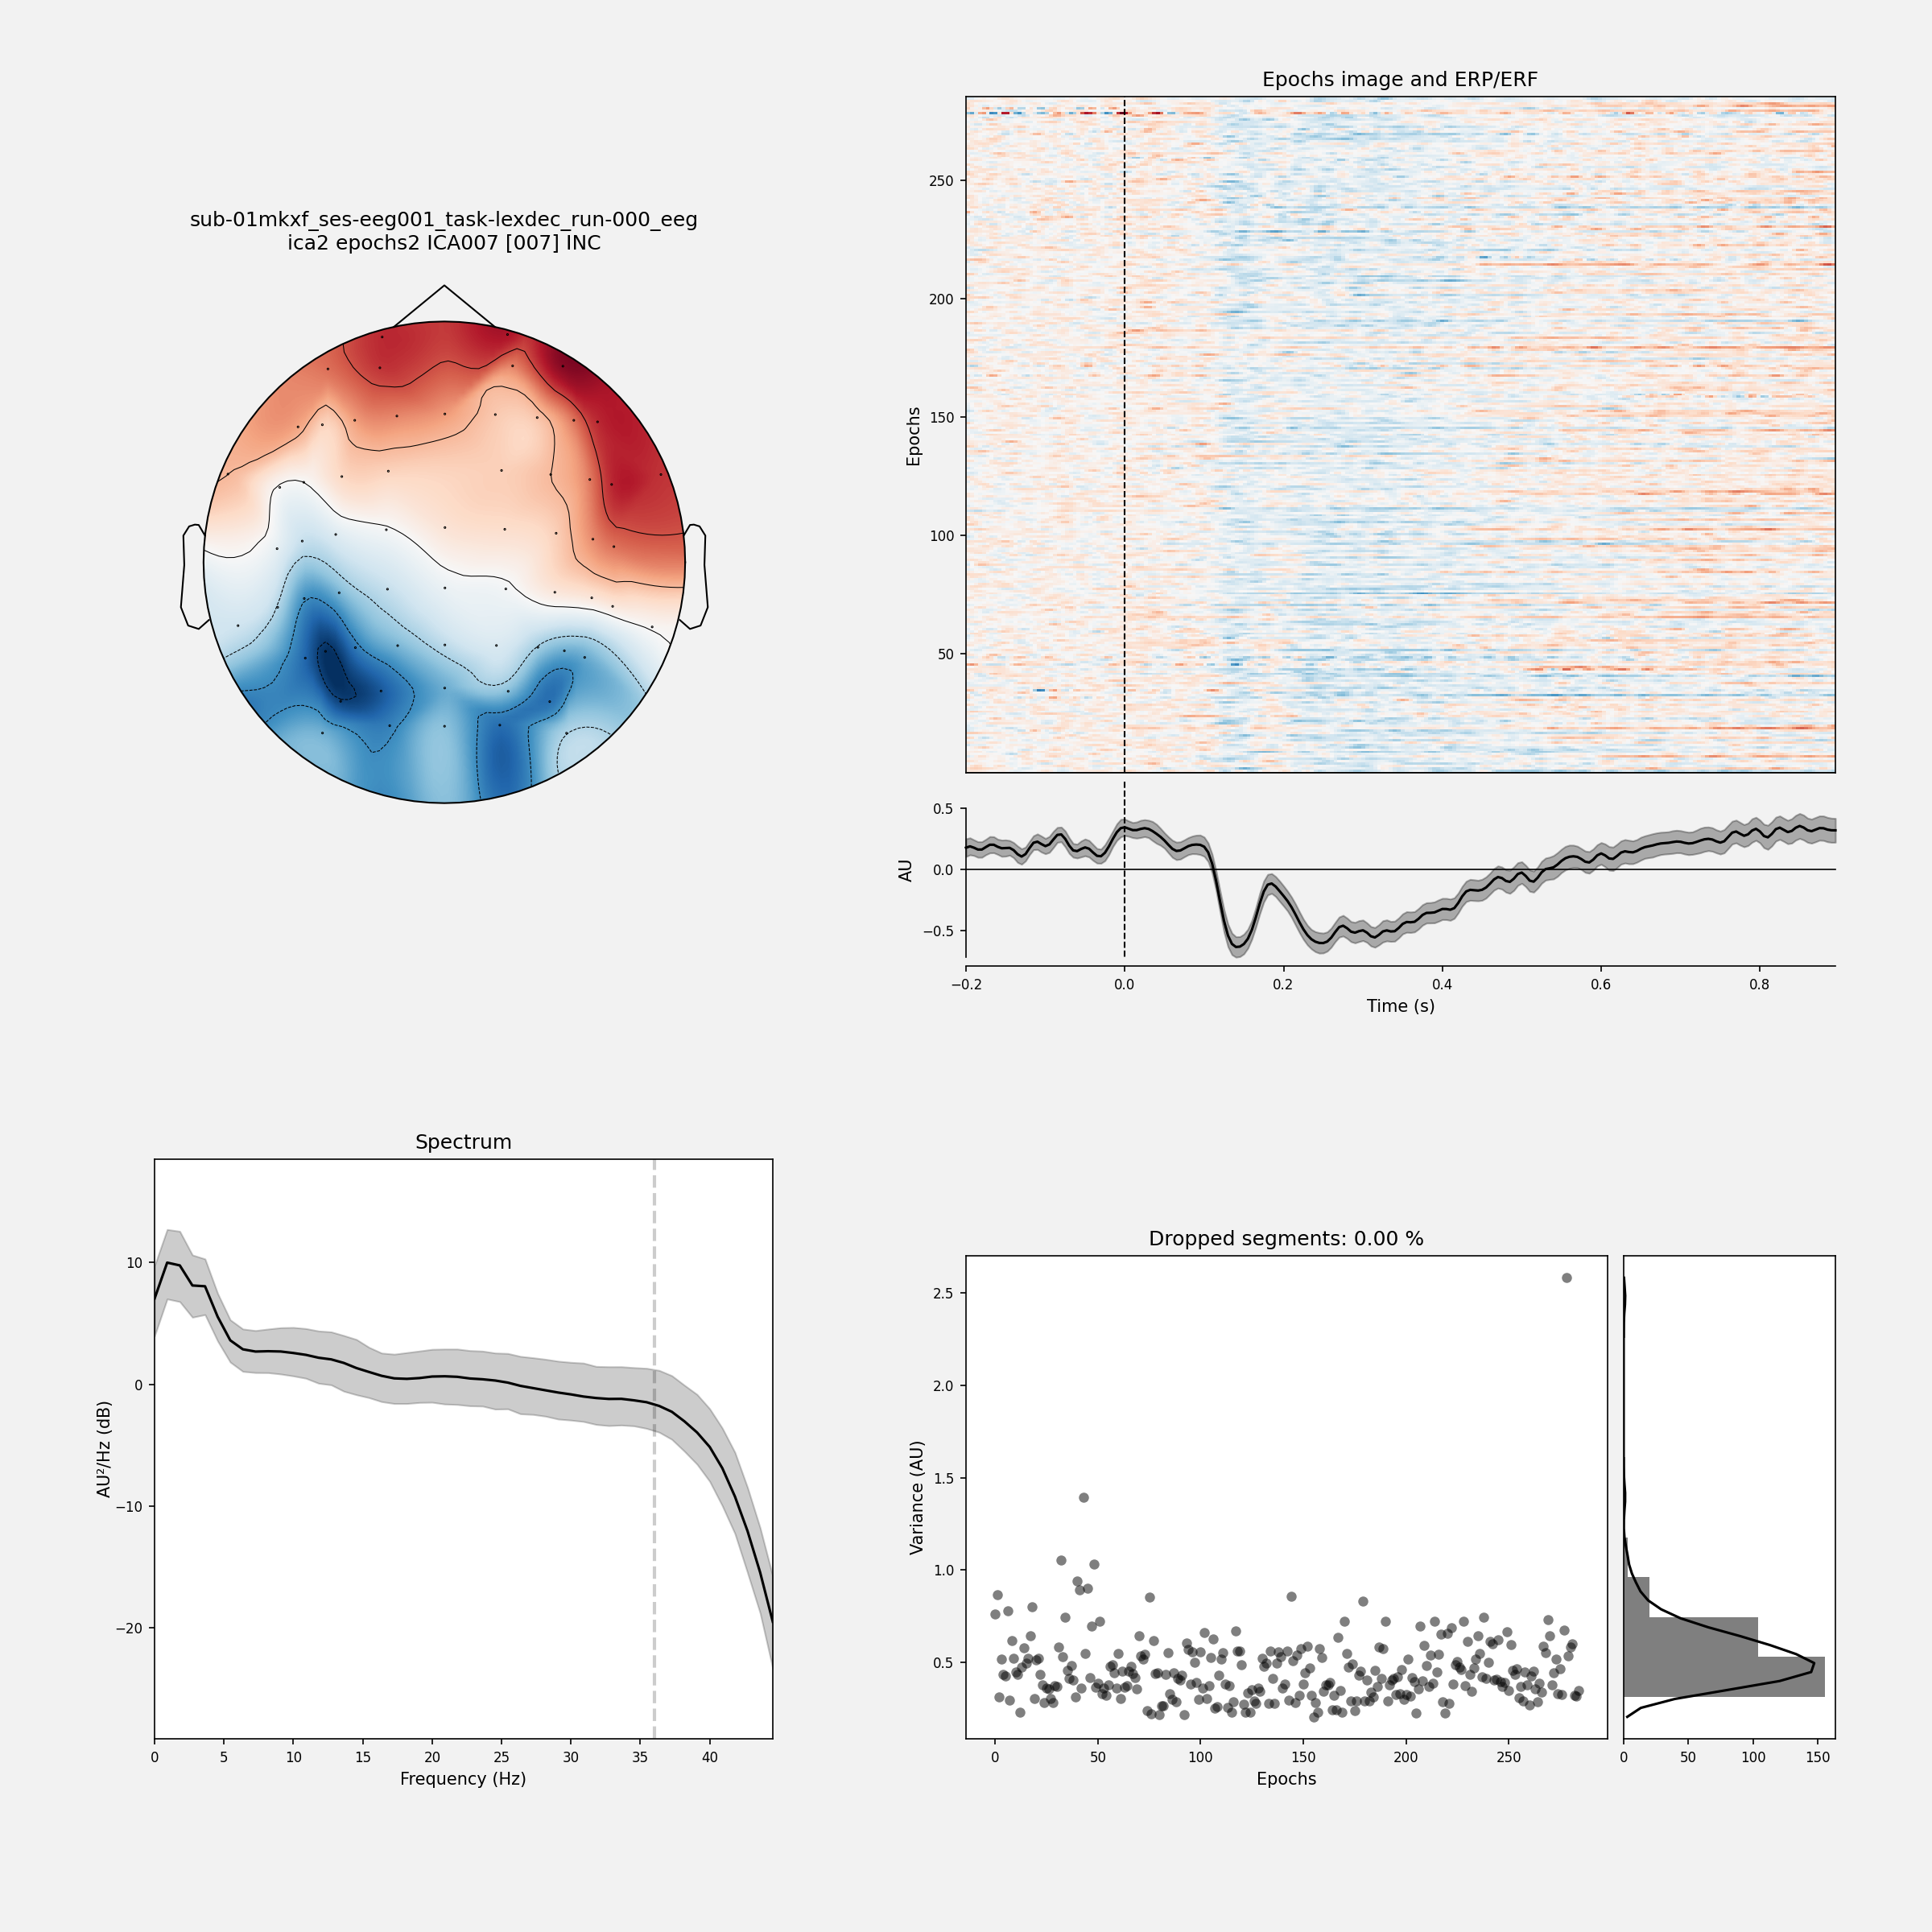 sub-01mkxf_ses-eeg001_task-lexdec_run-000_eeg
ica2 epochs2 ICA007 [007] INC
Epochs image and ERP/ERF
Epochs
250
200
150
100
50
AU
0.5
0.0
−0.5
−0.2 0.0 0.2 0.4 0.6 0.8
Time (s)
Spectrum
AU²/Hz (dB)
10
0
−10
−20
0 5 10 15 20 25 30 35 40
Frequency (Hz)
Dropped segments: 0.00 %
Variance (AU)
2.5
2.0
1.5
1.0
0.5
0 50 100 150 200 250
Epochs
0 50 100 150